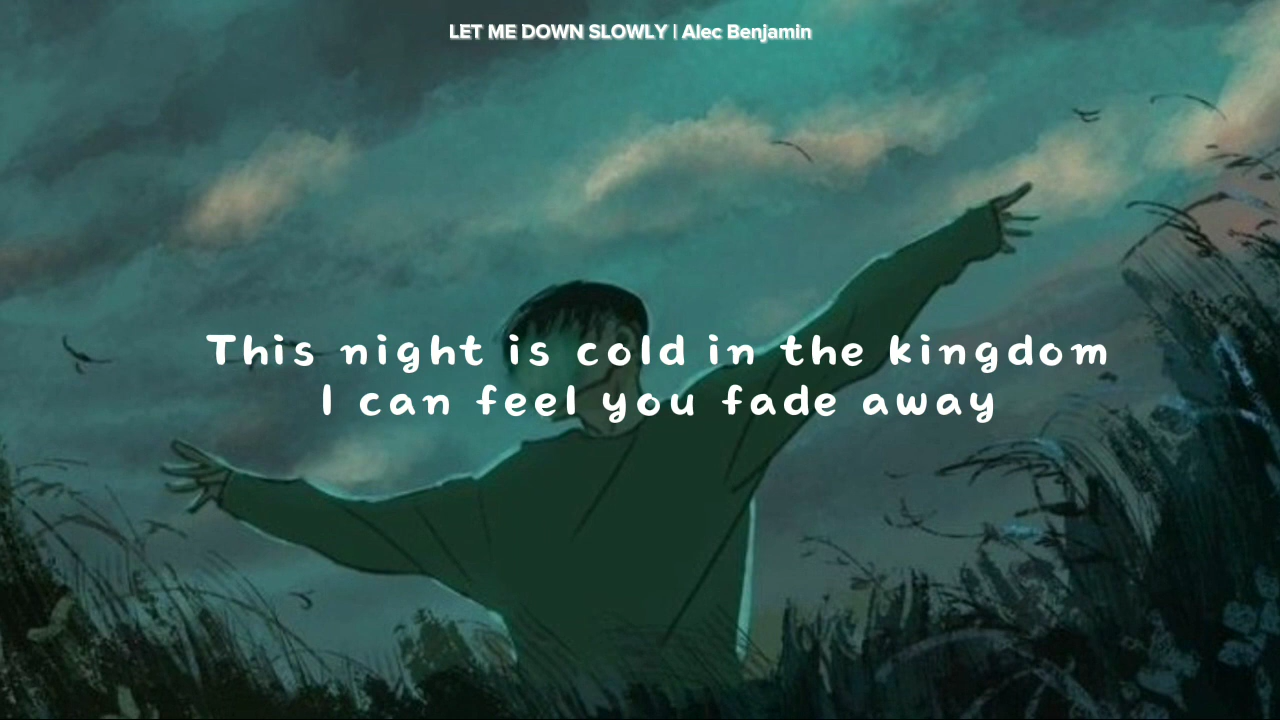 LET ME DOWN SLOWLY | Alec Benjamin
This night is cold in the kingdom
I can feel you fade away